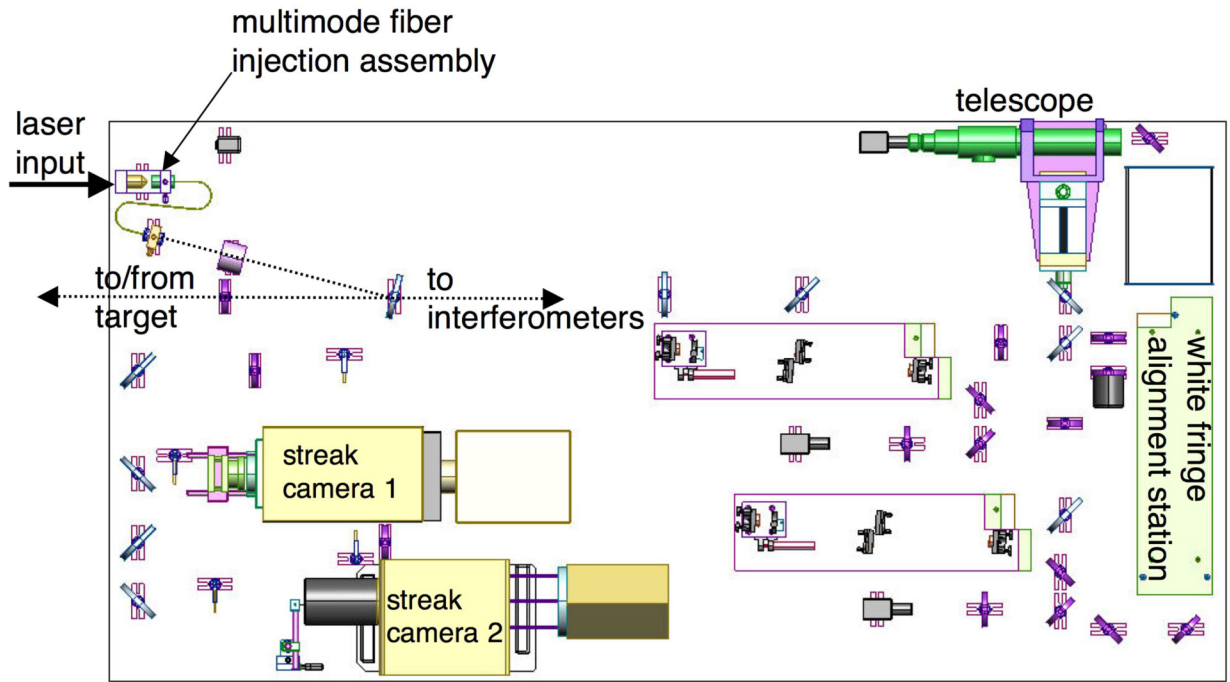 multimode fiber
injection assembly
telescope
laser
input
to/from
target
to
interferometers
white fringe
alignment station
streak
camera 1
streak
camera 2